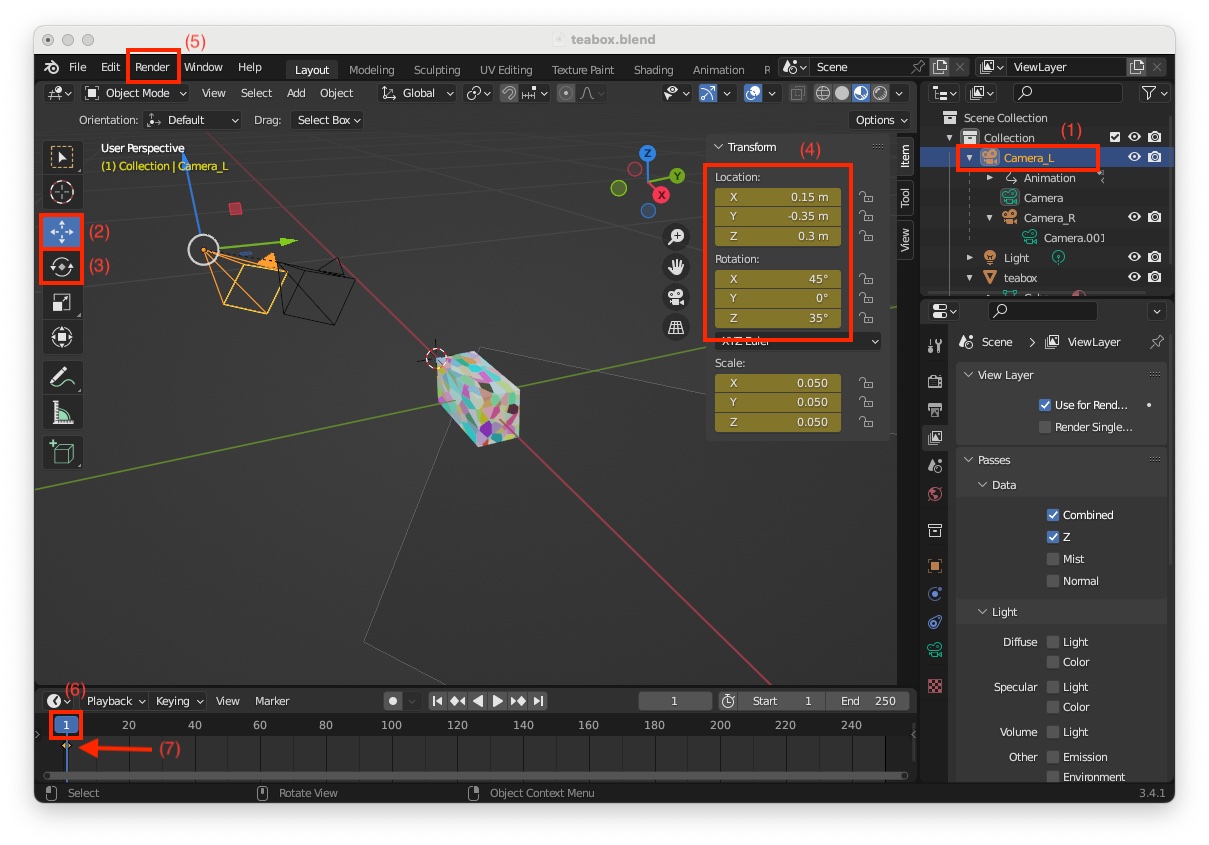 teabox.blend
(5)
File Edit Render Window Help Layout Modeling Sculpting UV Editing Texture Paint Shading Animation R Scene ViewLayer
Object Mode View Select Add Object Global
Orientation: Default Drag: Select Box Options
User Perspective
(1) Collection | Camera_L
(2)
(3)
Z
Y
X
Transform
(4)
Location:
X 0.15 m
Y -0.35 m
Z 0.3 m
Rotation:
X 45°
Y 0°
Z 35°
XYZ Euler
Scale:
X 0.050
Y 0.050
Z 0.050
Item
Tool
View
Scene Collection
Collection
(1)
Camera_L
Animation
Camera
Camera_R
Camera.001
Light
teabox
Scene ViewLayer
View Layer
Use for Rend...
Render Single...
Passes
Data
Combined
Z
Mist
Normal
Light
Diffuse Light
Color
Specular Light
Color
Volume Light
Other Emission
Environment
(6)
Playback Keying View Marker 1 Start 1 End 250
1 20 40 60 80 100 120 140 160 180 200 220 240
(7)
Select Rotate View Object Context Menu 3.4.1